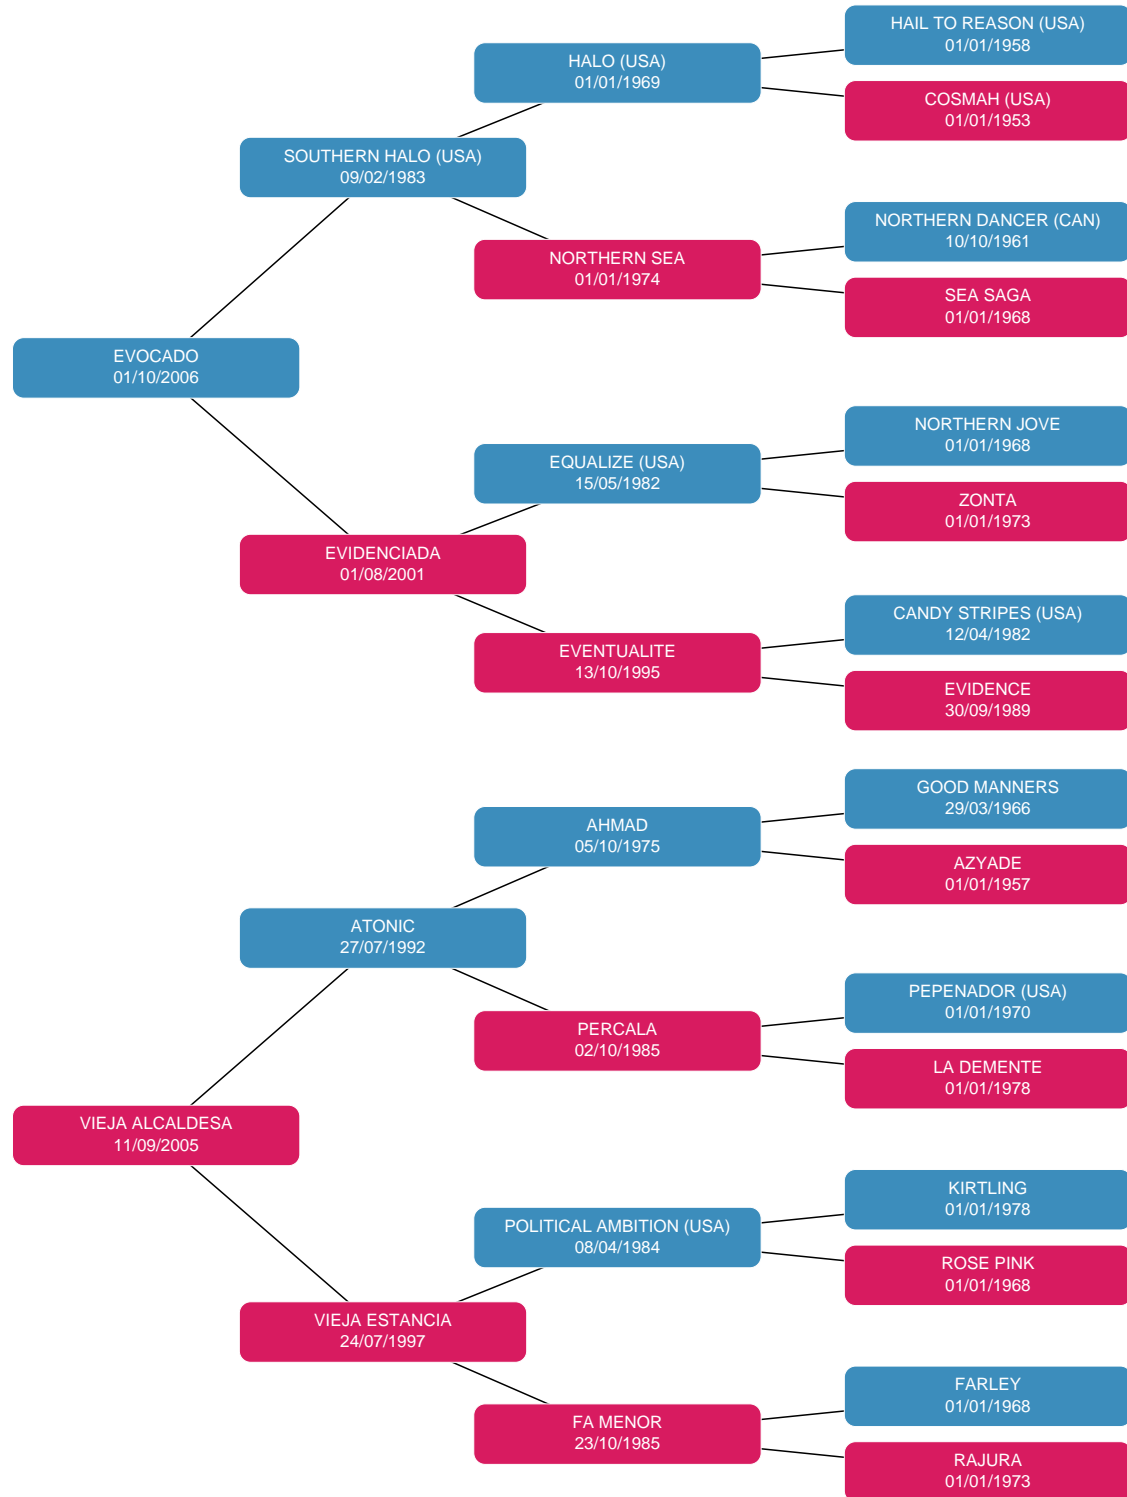 HAIL TO REASON (USA)
01/01/1958
HALO (USA)
01/01/1969
COSMAH (USA)
01/01/1953
SOUTHERN HALO (USA)
09/02/1983
NORTHERN DANCER (CAN)
10/10/1961
NORTHERN SEA
01/01/1974
SEA SAGA
01/01/1968
EVOCADO
01/10/2006
NORTHERN JOVE
01/01/1968
EQUALIZE (USA)
15/05/1982
ZONTA
01/01/1973
EVIDENCIADA
01/08/2001
CANDY STRIPES (USA)
12/04/1982
EVENTUALITE
13/10/1995
EVIDENCE
30/09/1989
GOOD MANNERS
29/03/1966
AHMAD
05/10/1975
AZYADE
01/01/1957
ATONIC
27/07/1992
PEPENADOR (USA)
01/01/1970
PERCALA
02/10/1985
LA DEMENTE
01/01/1978
VIEJA ALCALDESA
11/09/2005
KIRTLING
01/01/1978
POLITICAL AMBITION (USA)
08/04/1984
ROSE PINK
01/01/1968
VIEJA ESTANCIA
24/07/1997
FARLEY
01/01/1968
FA MENOR
23/10/1985
RAJURA
01/01/1973